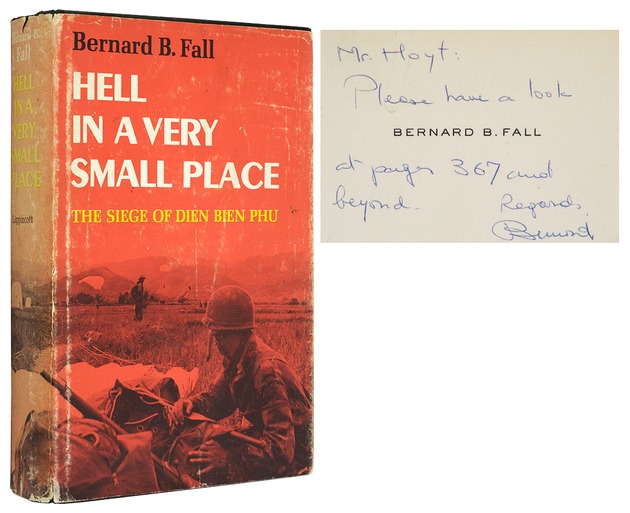 Bernard B. Fall
HELL
IN A VERY
SMALL PLACE
THE SIEGE OF DIEN BIEN PHU
Bernard B.
Fall
HELL
IN A
VERY
SMALL
PLACE
Lippincott
Mr. Hoyt:
Please have a look
BERNARD B. FALL
at pages 367 and
beyond.
Regards,
Bernard